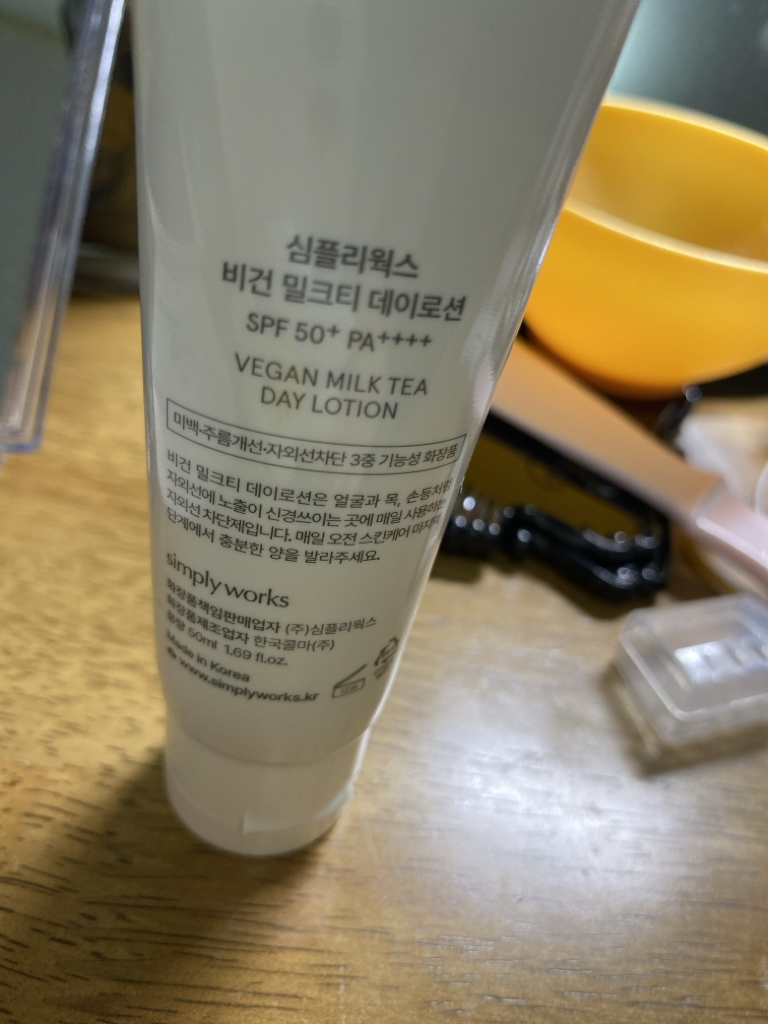 심플리웍스
비건 밀크티 데이로션
SPF 50+ PA++++
VEGAN MILK TEA
DAY LOTION
미백·주름개선·자외선차단 3중 기능성 화장품
비건 밀크티 데이로션은 얼굴과 목, 손등처럼
자외선에 노출이 신경쓰이는 곳에 매일 사용하는
자외선 차단제입니다. 매일 오전 스킨케어 마지막
단계에서 충분한 양을 발라주세요.
simply works
화장품책임판매업자 (주)심플리웍스
화장품제조업자 한국콜마(주)
용량 50ml 1.69 fl.oz.
Made in Korea
www.simplyworks.kr